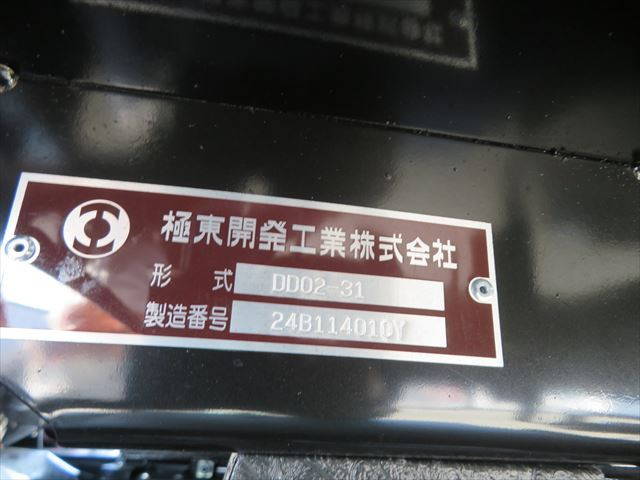 極東開発工業株式会社
形 式 DD02-31
製造番号 24B114010Y